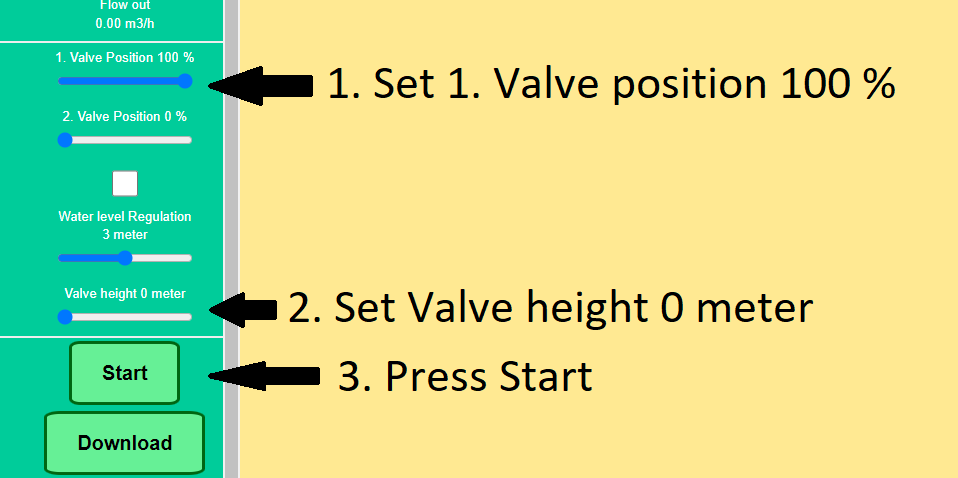 Flow out
0.00 m3/h
1. Valve Position 100 %
1. Set 1. Valve position 100 %
2. Valve Position 0 %
Water level Regulation
3 meter
Valve height 0 meter
2. Set Valve height 0 meter
Start
3. Press Start
Download